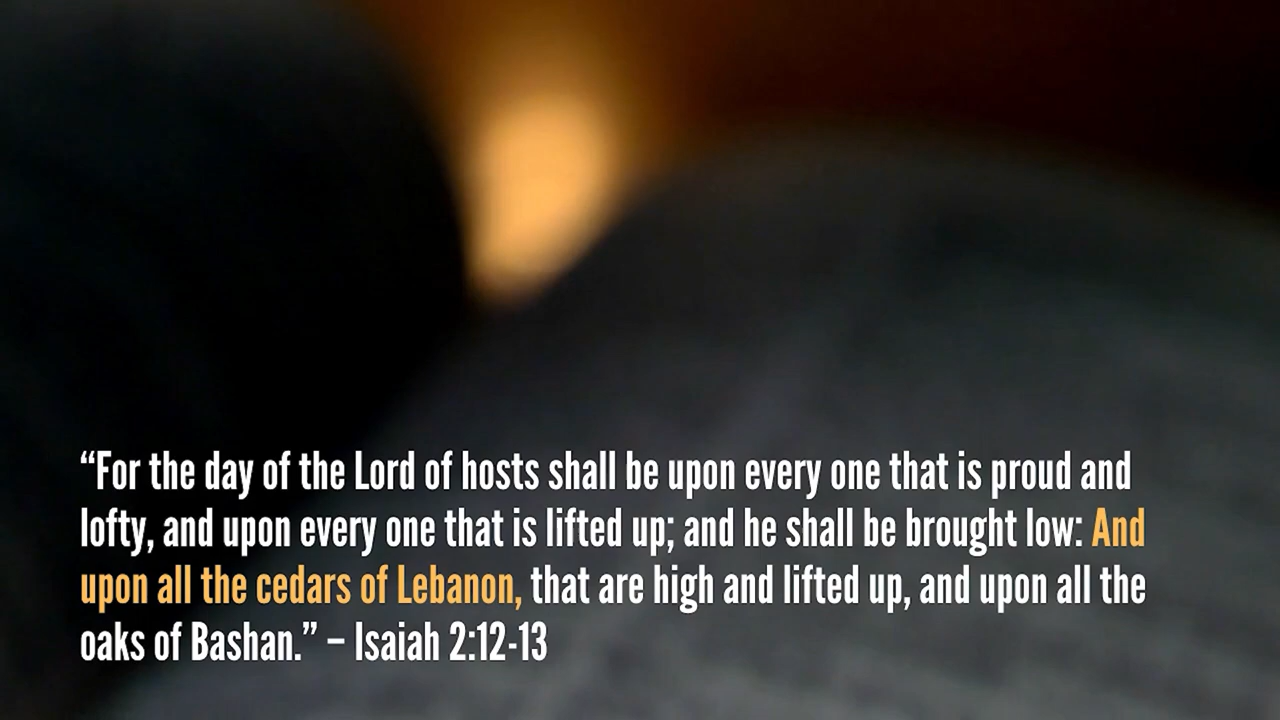 “For the day of the Lord of hosts shall be upon every one that is proud and
lofty, and upon every one that is lifted up; and he shall be brought low: And
upon all the cedars of Lebanon, that are high and lifted up, and upon all the
oaks of Bashan.” – Isaiah 2:12-13